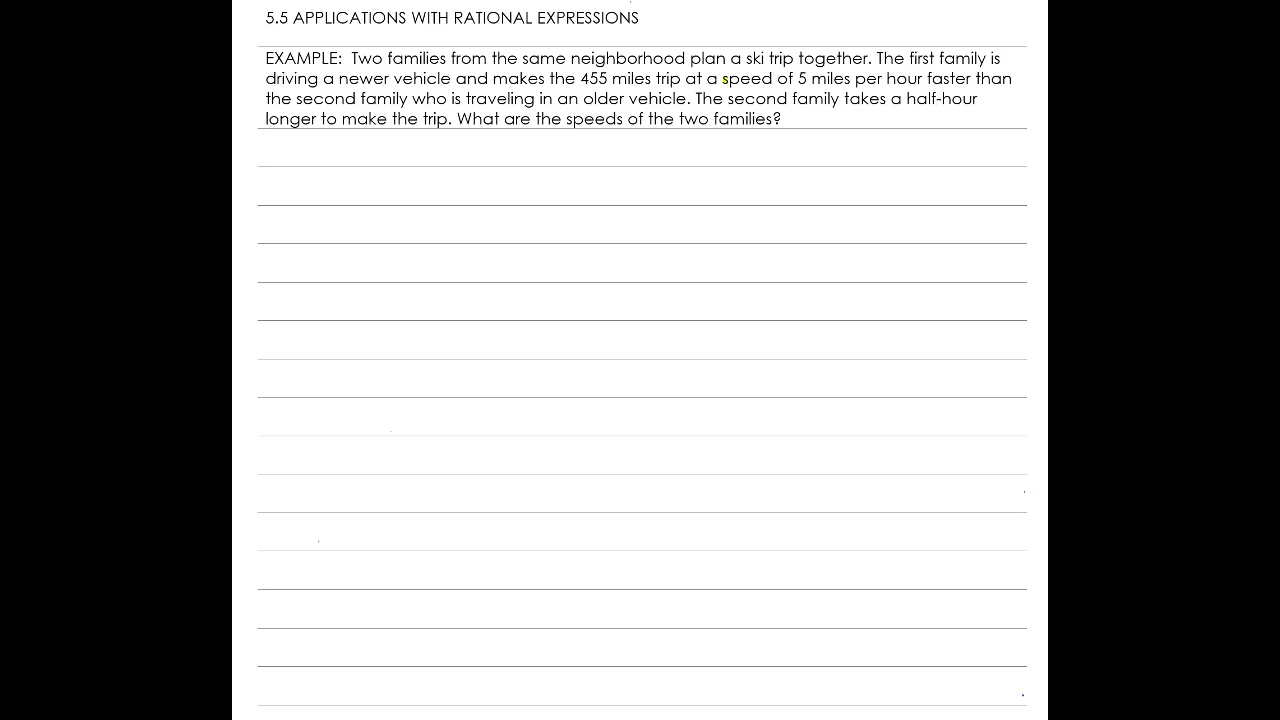 5.5 APPLICATIONS WITH RATIONAL EXPRESSIONS
EXAMPLE: Two families from the same neighborhood plan a ski trip together. The first family is
driving a newer vehicle and makes the 455 miles trip at a speed of 5 miles per hour faster than
the second family who is traveling in an older vehicle. The second family takes a half-hour
longer to make the trip. What are the speeds of the two families?